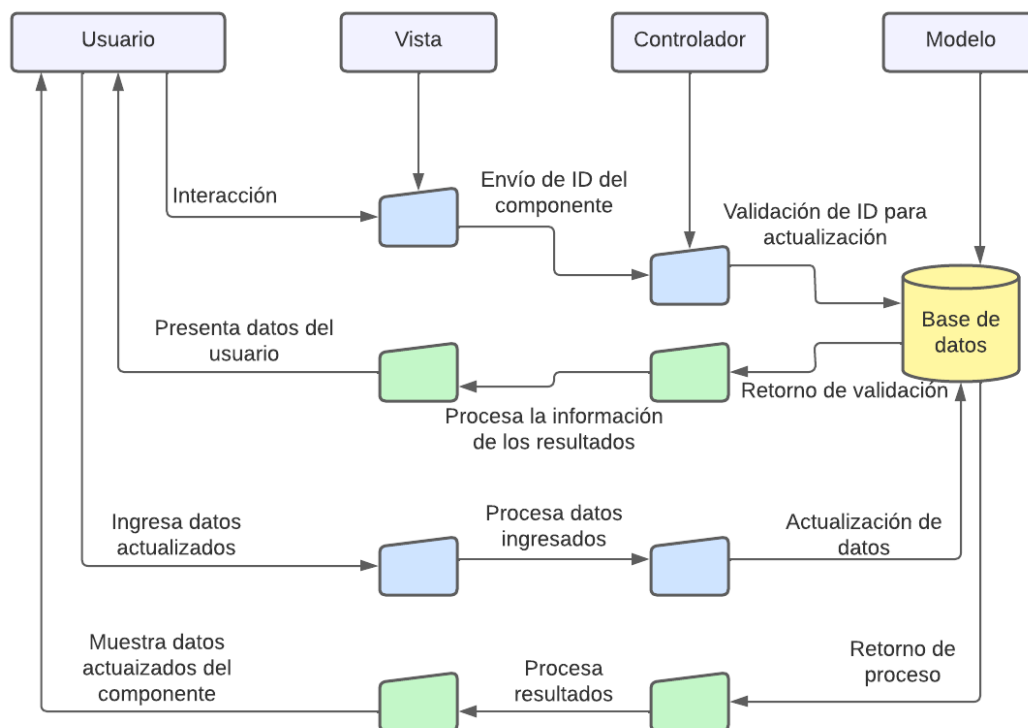 Usuario
Vista
Controlador
Modelo
Interacción
Envío de ID del
componente
Validación de ID para
actualización
Base de
datos
Presenta datos del
usuario
Procesa la información
de los resultados
Retorno de validación
Ingresa datos
actualizados
Procesa datos
ingresados
Actualización de
datos
Muestra datos
actuaizados del
componente
Procesa
resultados
Retorno de
proceso